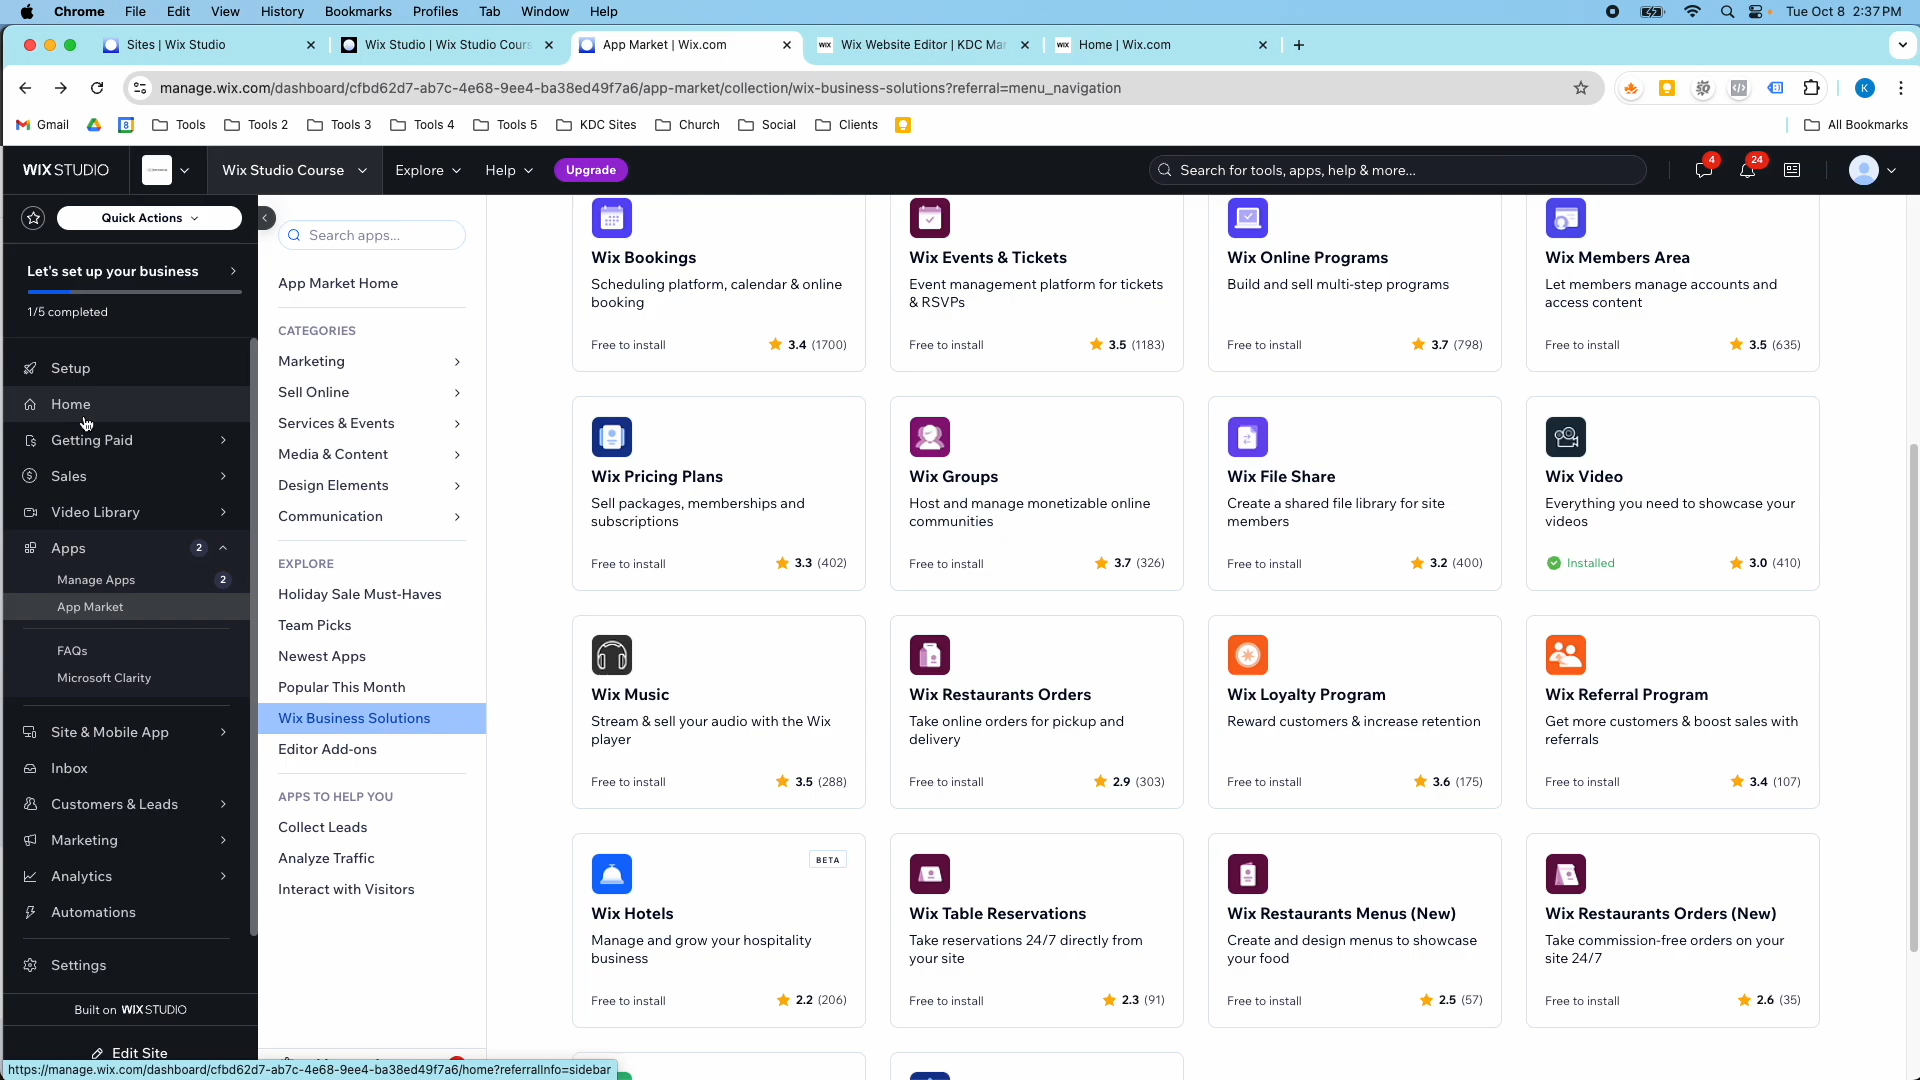 Chrome File Edit View History Bookmarks Profiles Tab Window Help Tue Oct 8 2:37 PM
Sites | Wix Studio Wix Studio | Wix Studio Cours App Market | Wix.com Wix Website Editor | KDC Mar Home | Wix.com
manage.wix.com/dashboard/cfbd62d7-ab7c-4e68-9ee4-ba38ed49f7a6/app-market/collection/wix-business-solutions?referral=menu_navigation
Gmail Tools Tools 2 Tools 3 Tools 4 Tools 5 KDC Sites Church Social Clients All Bookmarks
WIX STUDIO Wix Studio Course Explore Help Upgrade Search for tools, apps, help & more... 4 24
Quick Actions
Let's set up your business
1/5 completed
Setup
Home
Getting Paid
Sales
Video Library
Apps 2
Manage Apps 2
App Market
FAQs
Microsoft Clarity
Site & Mobile App
Inbox
Customers & Leads
Marketing
Analytics
Automations
Settings
Built on WIX STUDIO
Edit Site
https://manage.wix.com/dashboard/cfbd62d7-ab7c-4e68-9ee4-ba38ed49f7a6/home?referralInfo=sidebar
Search apps...
App Market Home
CATEGORIES
Marketing
Sell Online
Services & Events
Media & Content
Design Elements
Communication
EXPLORE
Holiday Sale Must-Haves
Team Picks
Newest Apps
Popular This Month
Wix Business Solutions
Editor Add-ons
APPS TO HELP YOU
Collect Leads
Analyze Traffic
Interact with Visitors
Wix Bookings
Scheduling platform, calendar & online
booking
Free to install 3.4 (1700)
Wix Events & Tickets
Event management platform for tickets
& RSVPs
Free to install 3.5 (1183)
Wix Online Programs
Build and sell multi-step programs
Free to install 3.7 (798)
Wix Members Area
Let members manage accounts and
access content
Free to install 3.5 (635)
Wix Pricing Plans
Sell packages, memberships and
subscriptions
Free to install 3.3 (402)
Wix Groups
Host and manage monetizable online
communities
Free to install 3.7 (326)
Wix File Share
Create a shared file library for site
members
Free to install 3.2 (400)
Wix Video
Everything you need to showcase your
videos
Installed 3.0 (410)
Wix Music
Stream & sell your audio with the Wix
player
Free to install 3.5 (288)
Wix Restaurants Orders
Take online orders for pickup and
delivery
Free to install 2.9 (303)
Wix Loyalty Program
Reward customers & increase retention
Free to install 3.6 (175)
Wix Referral Program
Get more customers & boost sales with
referrals
Free to install 3.4 (107)
BETA
Wix Hotels
Manage and grow your hospitality
business
Free to install 2.2 (206)
Wix Table Reservations
Take reservations 24/7 directly from
your site
Free to install 2.3 (91)
Wix Restaurants Menus (New)
Create and design menus to showcase
your food
Free to install 2.5 (57)
Wix Restaurants Orders (New)
Take commission-free orders on your
site 24/7
Free to install 2.6 (35)